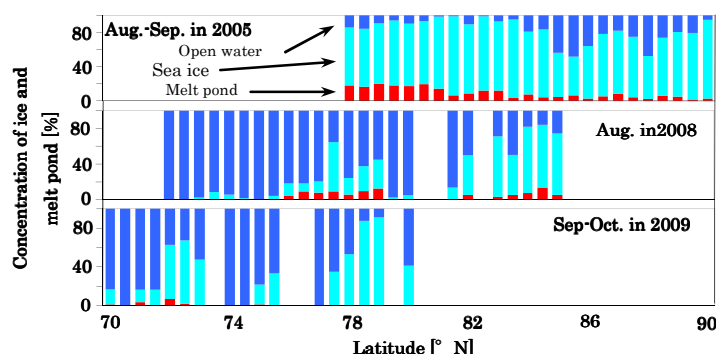 Aug.-Sep. in 2005
Open water
Sea ice
Melt pond
80
40
0
Aug. in2008
80
40
0
Sep-Oct. in 2009
80
40
0
Concentration of ice and
melt pond [%]
70 74 78 82 86 90
Latitude [° N]